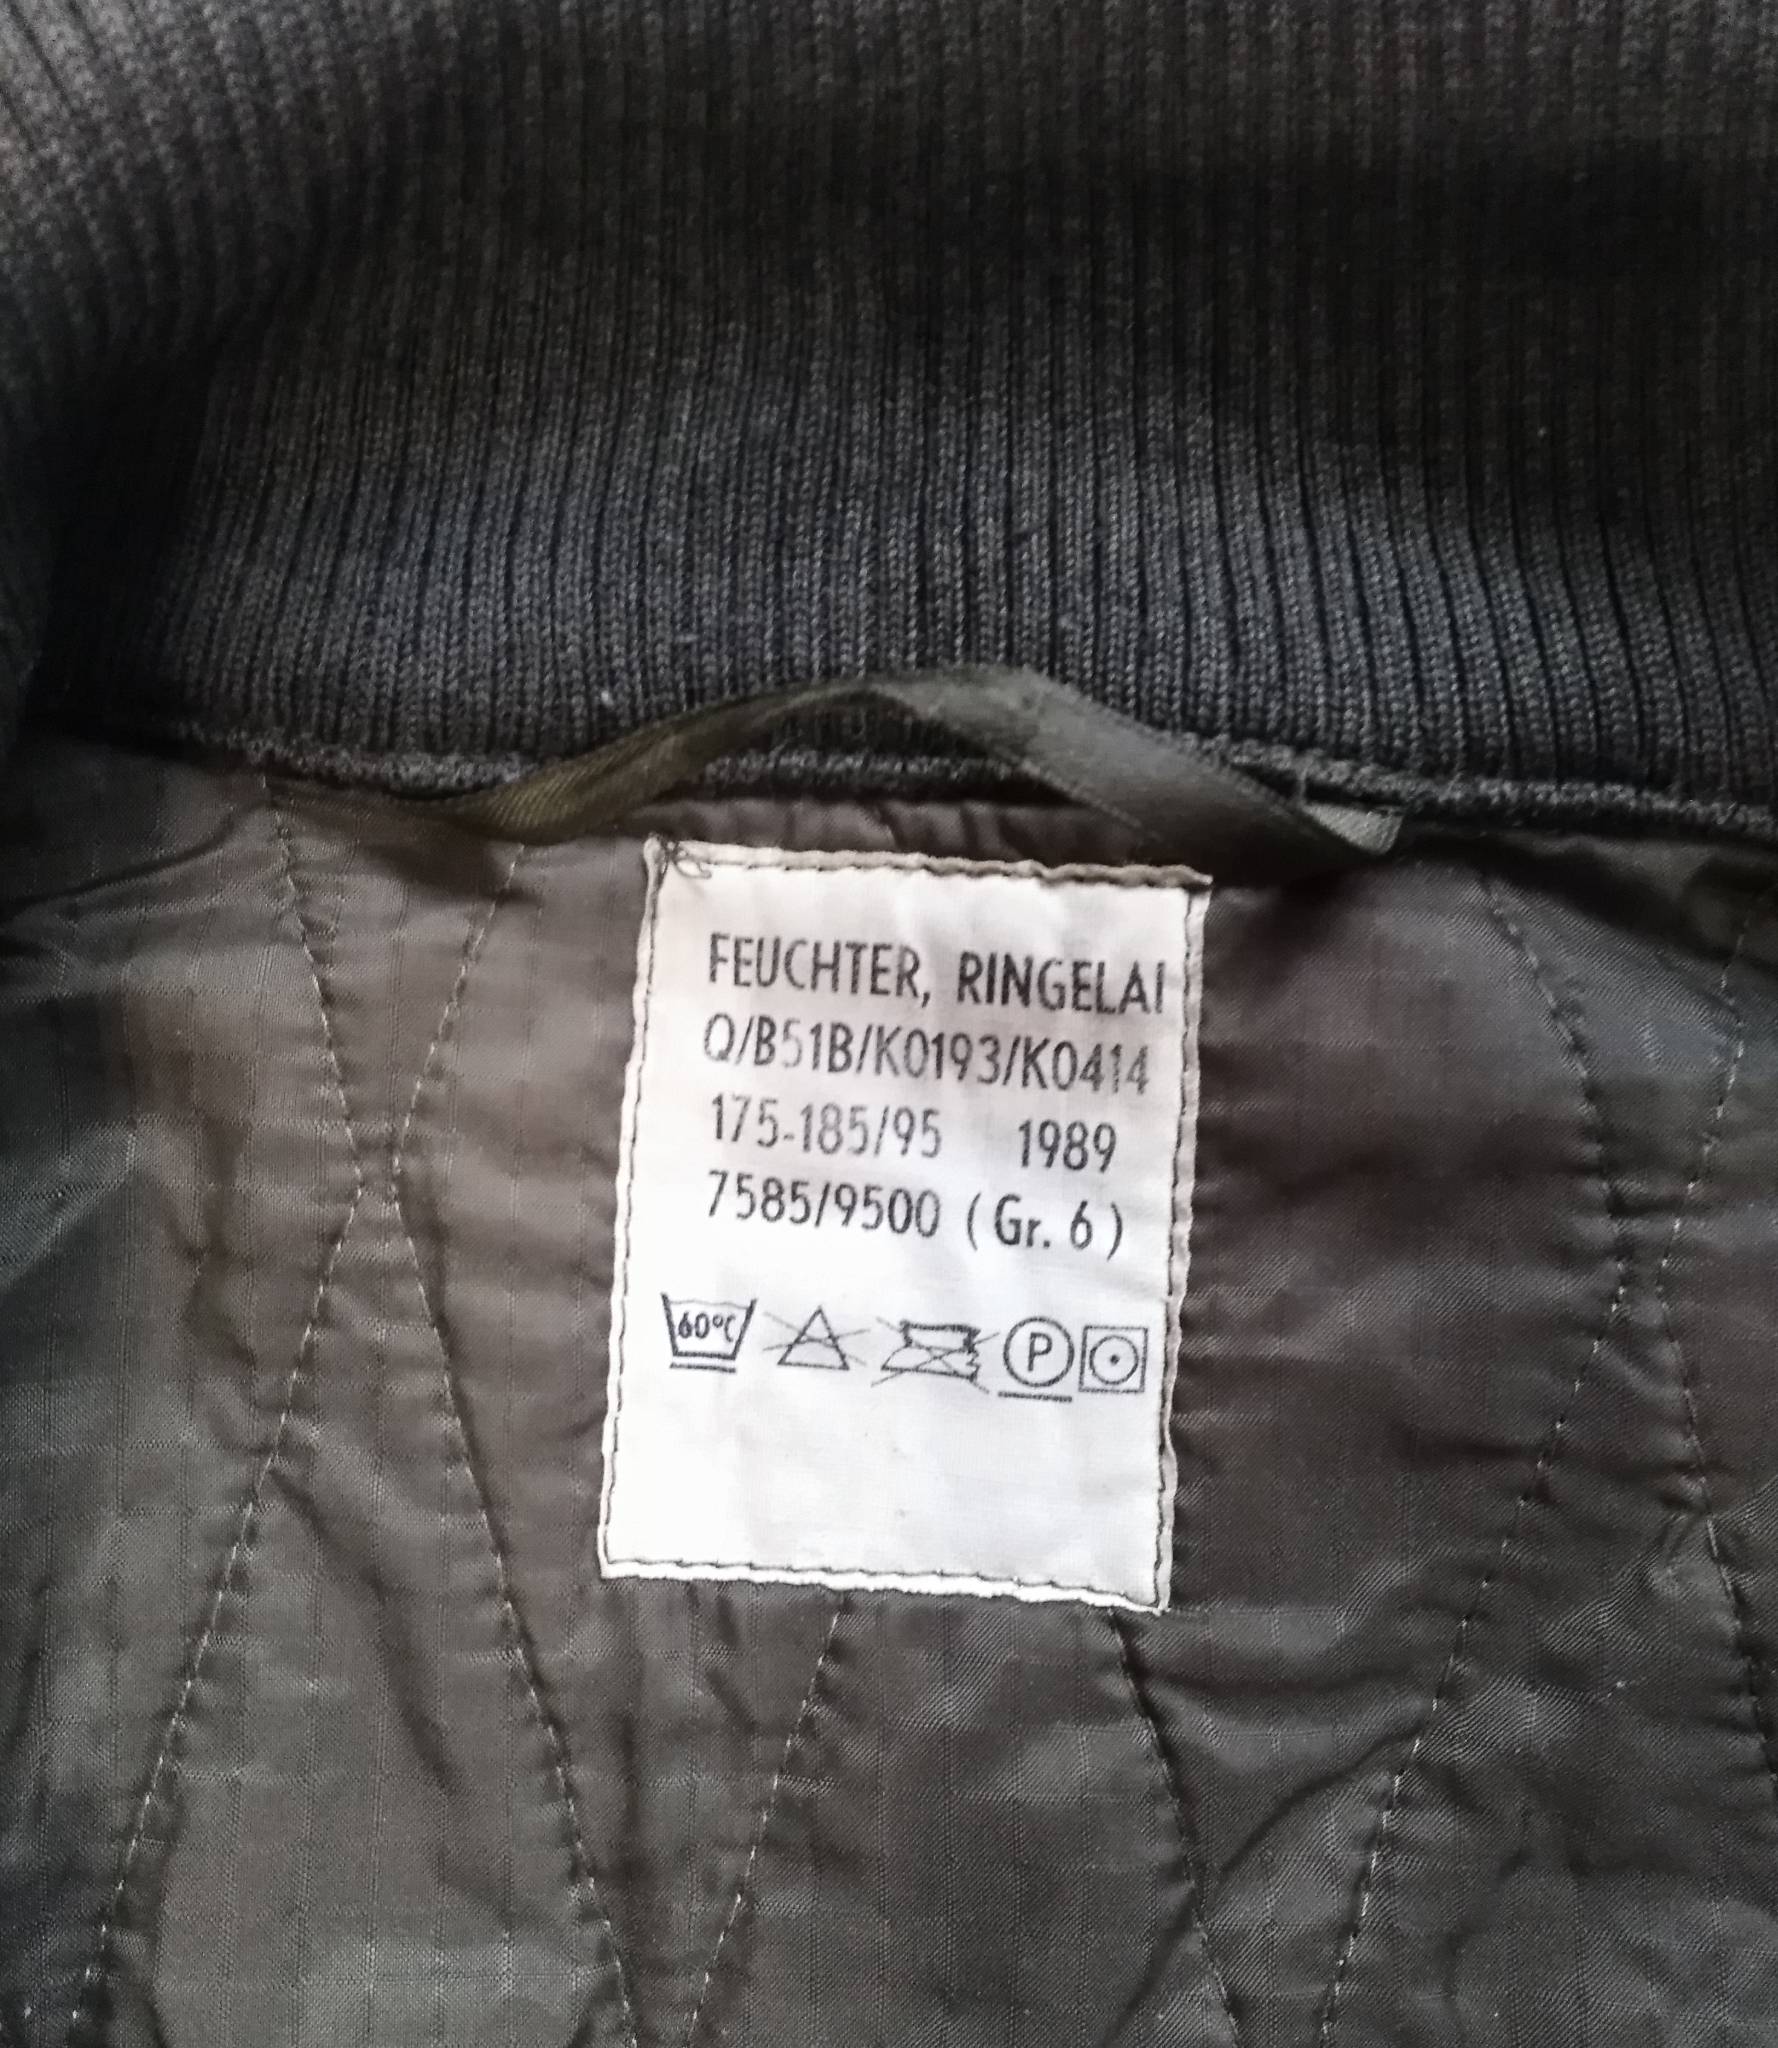 FEUCHTER, RINGELAI
Q/B51B/K0193/K0414
175-185/95 1989
7585/9500 (Gr. 6)
60°C P